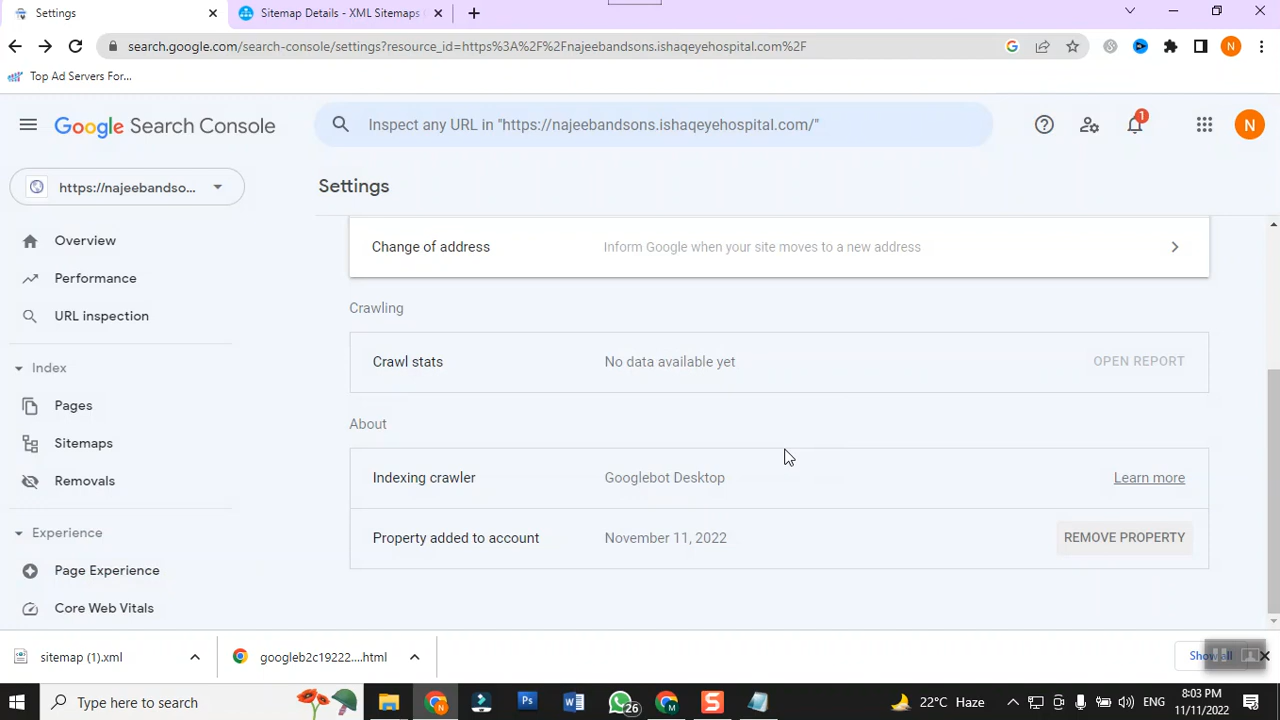 Settings
Sitemap Details - XML Sitemaps
search.google.com/search-console/settings?resource_id=https%3A%2F%2Fnajeebandsons.ishaqeyehospital.com%2F
N
Top Ad Servers For...
Google Search Console
Inspect any URL in "https://najeebandsons.ishaqeyehospital.com/"
1
N
https://najeebandso...
Settings
Overview
Performance
URL inspection
Index
Pages
Sitemaps
Removals
Experience
Page Experience
Core Web Vitals
Change of address
Inform Google when your site moves to a new address
Crawling
Crawl stats
No data available yet
OPEN REPORT
About
Indexing crawler
Googlebot Desktop
Learn more
Property added to account
November 11, 2022
REMOVE PROPERTY
sitemap (1).xml
googleb2c19222....html
Show all
Type here to search
Ps
26
22°C Haze
ENG
8:03 PM
11/11/2022